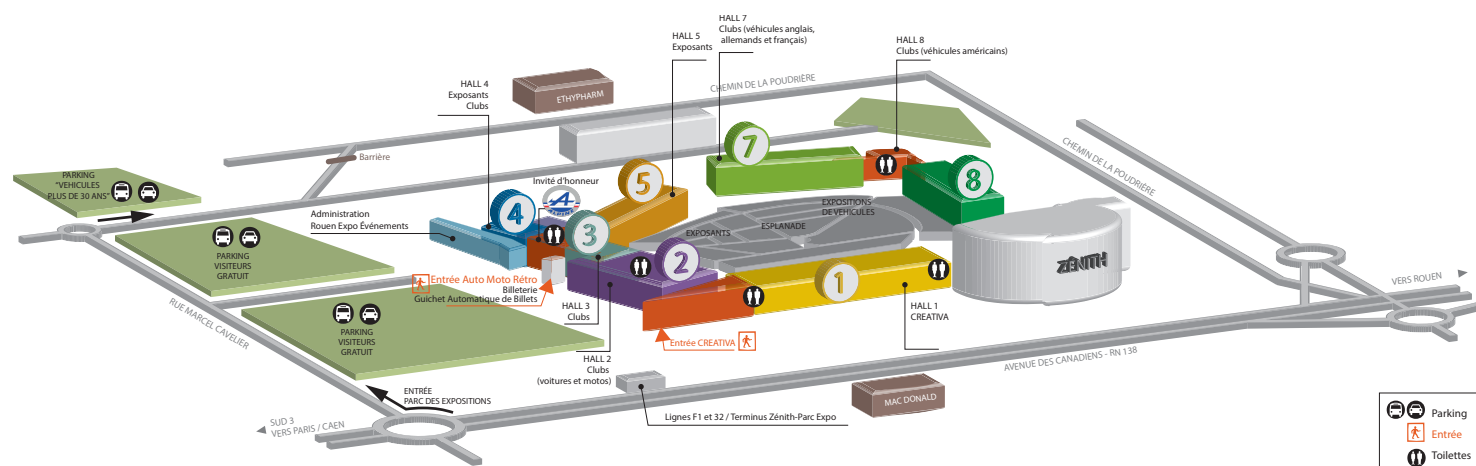 HALL 7
Clubs (véhicules anglais,
allemands et français)
HALL 5
Exposants
HALL 8
Clubs (véhicules américains)
HALL 4
Exposants
Clubs
ETHYPHARM
CHEMIN DE LA POUDRIÈRE
CHEMIN DE LA POUDRIÈRE
Barrière
PARKING
"VEHICULES
PLUS DE 30 ANS"
Invité d'honneur
A
7
5
8
4
3
2
1
Administration
Rouen Expo Événements
EXPOSITIONS
DE VEHICULES
ESPLANADE
EXPOSANTS
PARKING
VISITEURS
GRATUIT
ZÉNITH
Entrée Auto Moto Rétro
Billeterie
Guichet Automatique de Billets
VERS ROUEN
HALL 3
Clubs
HALL 1
CREATIVA
RUE MARCEL CAVELIER
PARKING
VISITEURS
GRATUIT
Entrée CREATIVA
HALL 2
Clubs
(voitures et motos)
AVENUE DES CANADIENS - RN 138
ENTRÉE
PARC DES EXPOSITIONS
MAC DONALD
SUD 3
VERS PARIS / CAEN
Lignes F1 et 32 / Terminus Zénith-Parc Expo
Parking
Entrée
Toilettes